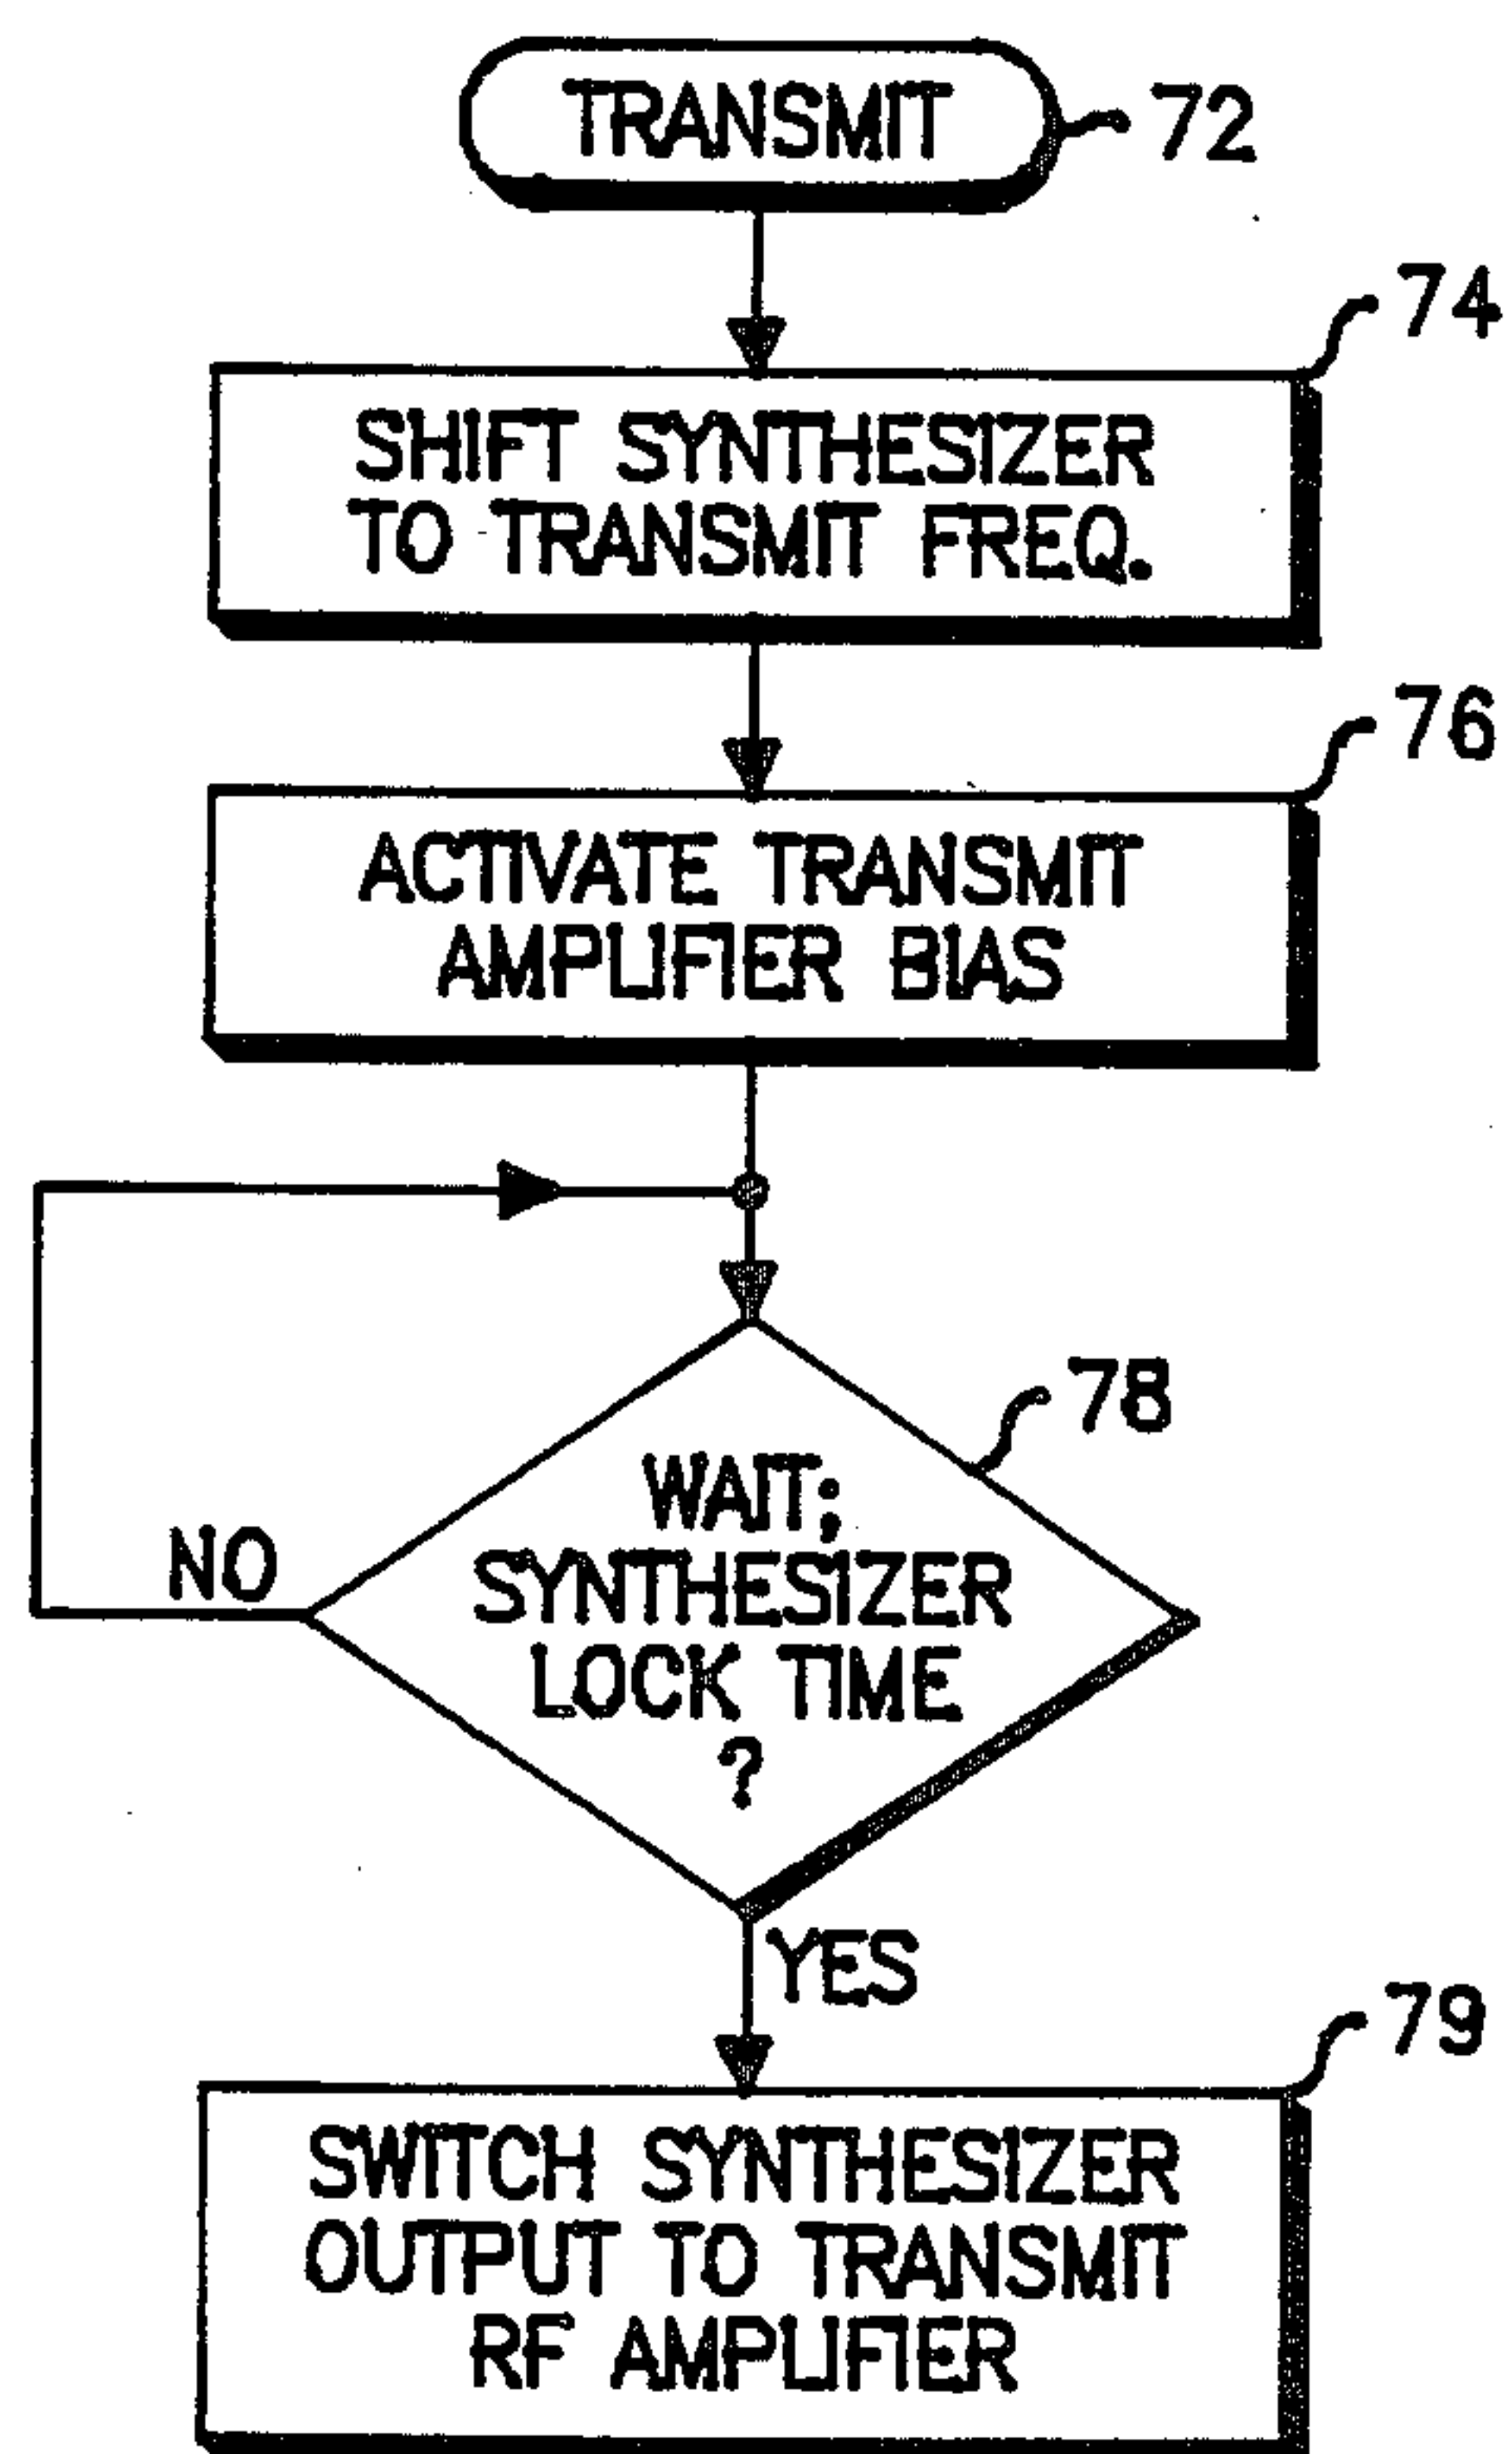 TRANSMIT
72
74
SHIFT SYNTHESIZER
TO TRANSMIT FREQ.
76
ACTIVATE TRANSMIT
AMPLIFIER BIAS
78
WAIT;
SYNTHESIZER
LOCK TIME
?
NO
YES
79
SWITCH SYNTHESIZER
OUTPUT TO TRANSMIT
RF AMPLIFIER